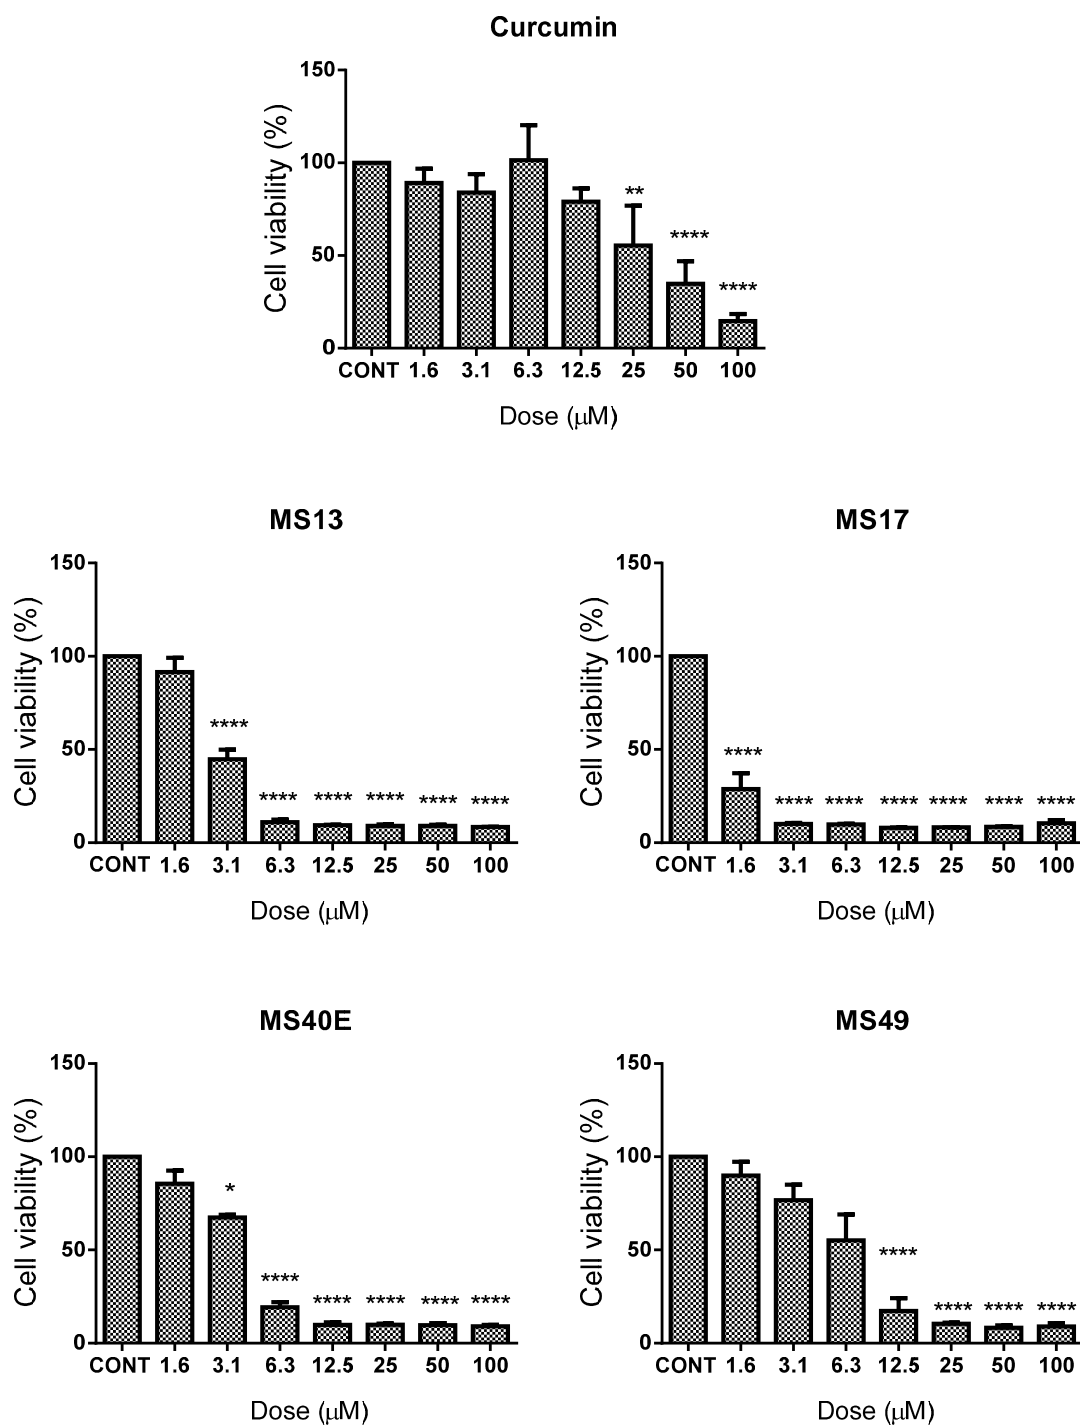 Curcumin
Cell viability (%)
150
100
50
0
**
****
****
CONT 1.6 3.1 6.3 12.5 25 50 100
Dose (μM)
MS13
Cell viability (%)
150
100
50
0
****
**** **** **** **** ****
CONT 1.6 3.1 6.3 12.5 25 50 100
Dose (μM)
MS17
Cell viability (%)
150
100
50
0
****
**** **** **** **** **** ****
CONT 1.6 3.1 6.3 12.5 25 50 100
Dose (μM)
MS40E
Cell viability (%)
150
100
50
0
*
****
**** **** **** ****
CONT 1.6 3.1 6.3 12.5 25 50 100
Dose (μM)
MS49
Cell viability (%)
150
100
50
0
****
**** **** ****
CONT 1.6 3.1 6.3 12.5 25 50 100
Dose (μM)